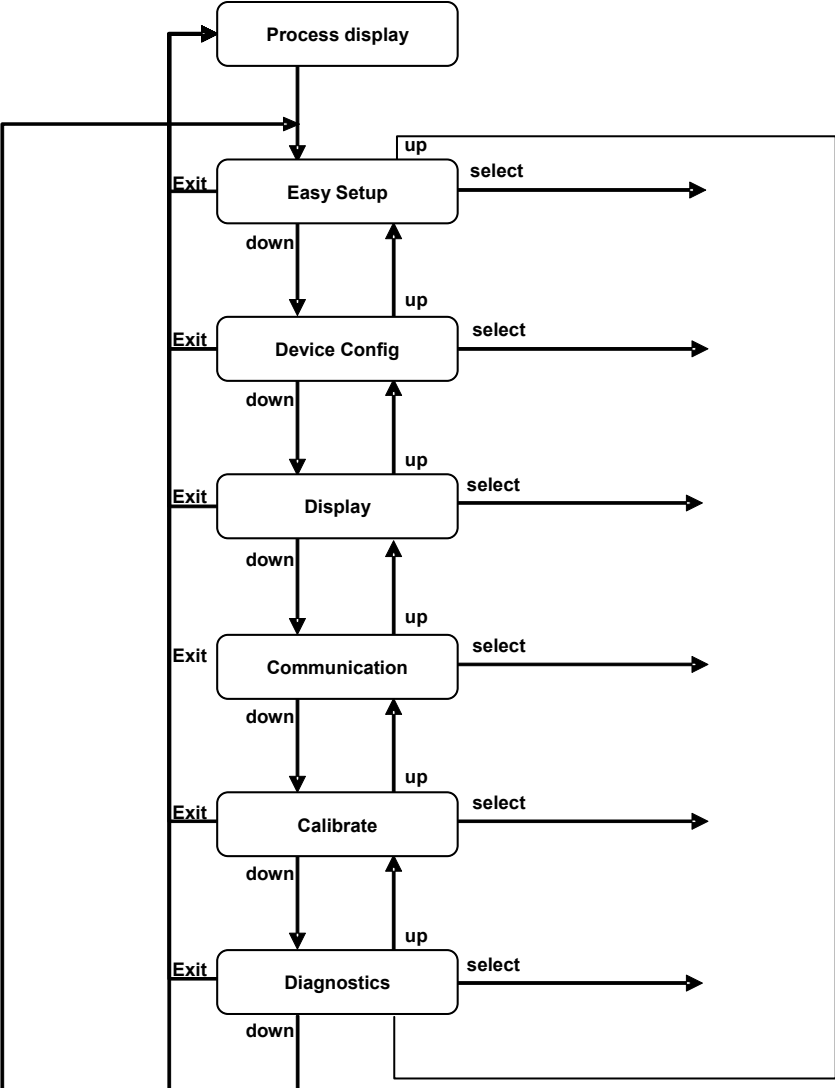 Process display
up
Exit
Easy Setup
select
down
up
Exit
Device Config
select
down
up
Exit
Display
select
down
up
Exit
Communication
select
down
up
Exit
Calibrate
select
down
up
Exit
Diagnostics
select
down